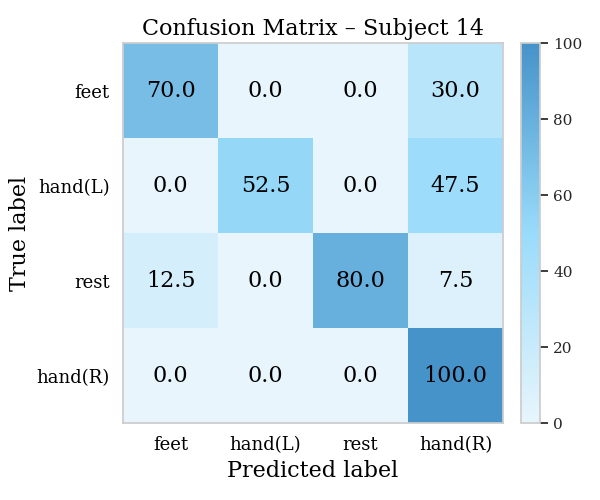 Confusion Matrix – Subject 14
True label
feet 70.0 0.0 0.0 30.0
hand(L) 0.0 52.5 0.0 47.5
rest 12.5 0.0 80.0 7.5
hand(R) 0.0 0.0 0.0 100.0
feet hand(L) rest hand(R)
Predicted label
100
80
60
40
20
0